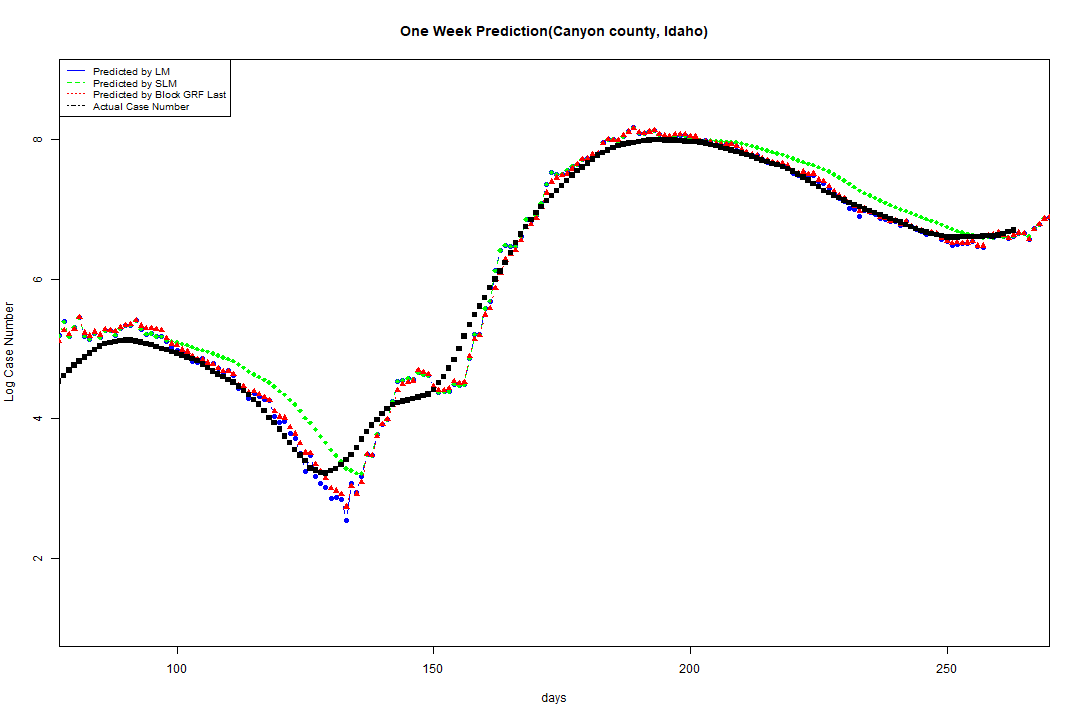 One Week Prediction(Canyon county, Idaho)
Predicted by LM
Predicted by SLM
Predicted by Block GRF Last
Actual Case Number
8
6
4
2
Log Case Number
100 150 200 250
days